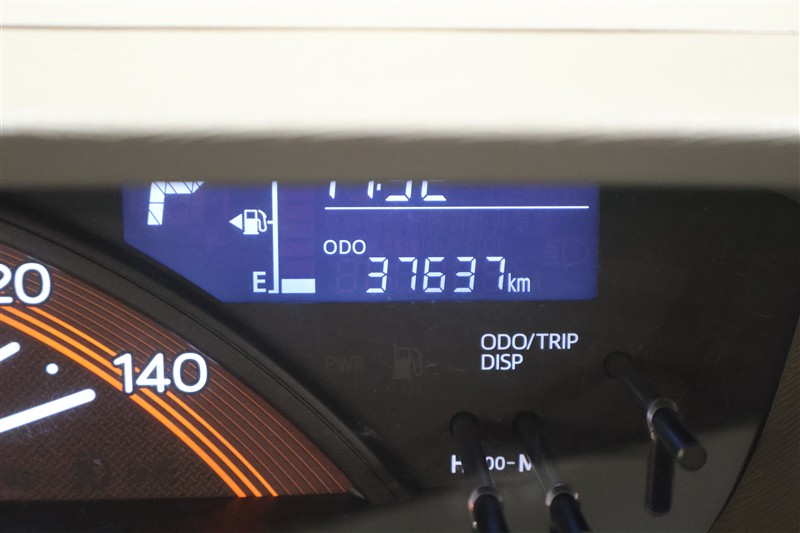 ODO
37637km
E
20
140
PWR
ODO/TRIP
DISP